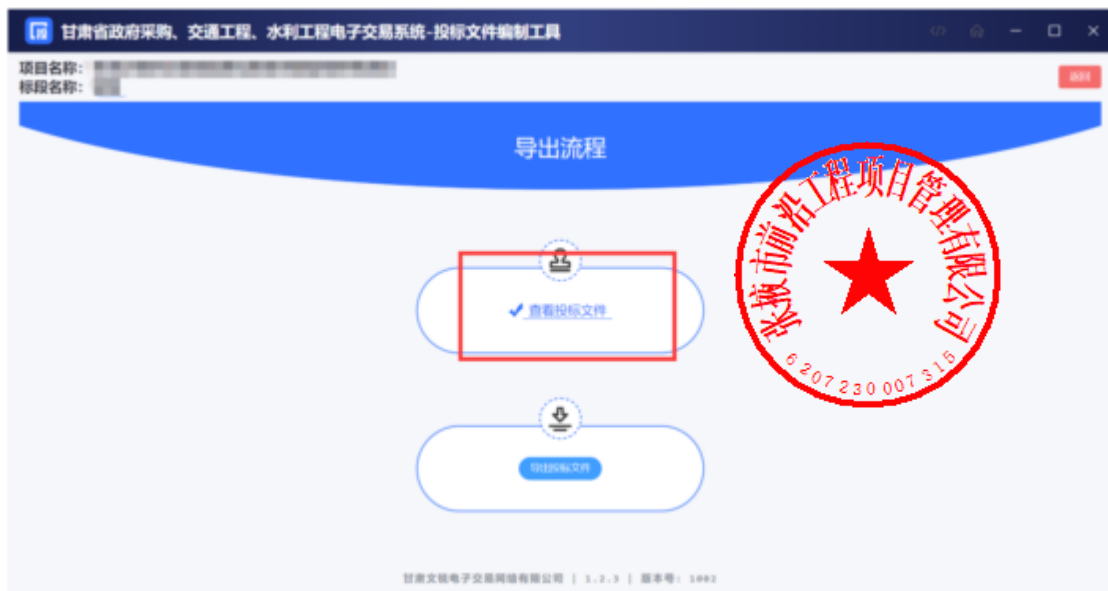 甘肃省政府采购、交通工程、水利工程电子交易系统-投标文件编制工具
项目名称：
标段名称：
返回
导出流程
查看投标文件
张掖市前沿工程项目管理有限公司
6207230007315
导出投标文件
甘肃文锐电子交易网络有限公司 | 1.2.3 | 版本号: 1002